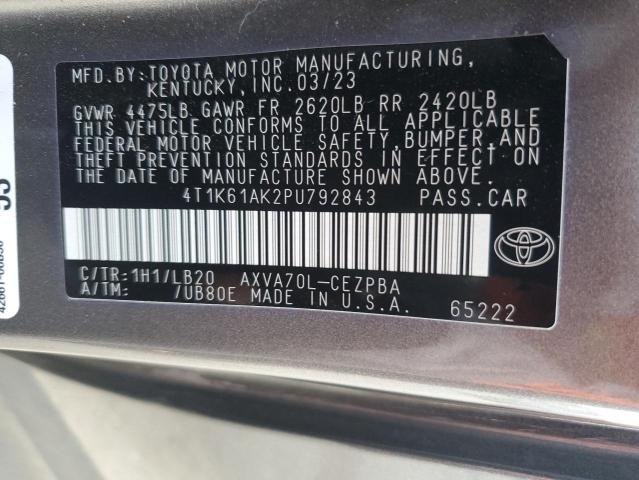 MFD.BY:TOYOTA MOTOR MANUFACTURING,
KENTUCKY,INC.03/23
GVWR 4475LB GAWR FR 2620LB RR 2420LB
THIS VEHICLE CONFORMS TO ALL APPLICABLE
FEDERAL MOTOR VEHICLE SAFETY,BUMPER,AND
THEFT PREVENTION STANDARDS IN EFFECT ON
THE DATE OF MANUFACTURE SHOWN ABOVE.
4T1K61AK2PU792843 PASS.CAR
C/TR:1H1/LB20 AXVA70L-CEZPBA
A/TM: /UB80E MADE IN U.S.A.
65222